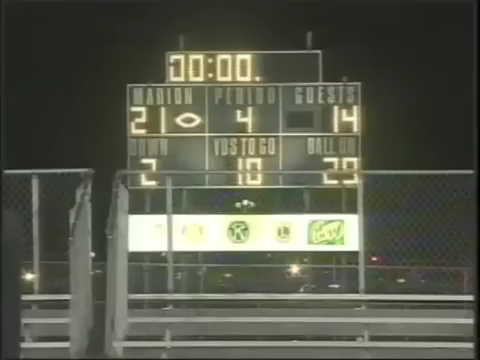 00:00.
MARION PERIOD GUESTS
21 4 14
DOWN YDS TO GO BALL ON
2 10 29
K L